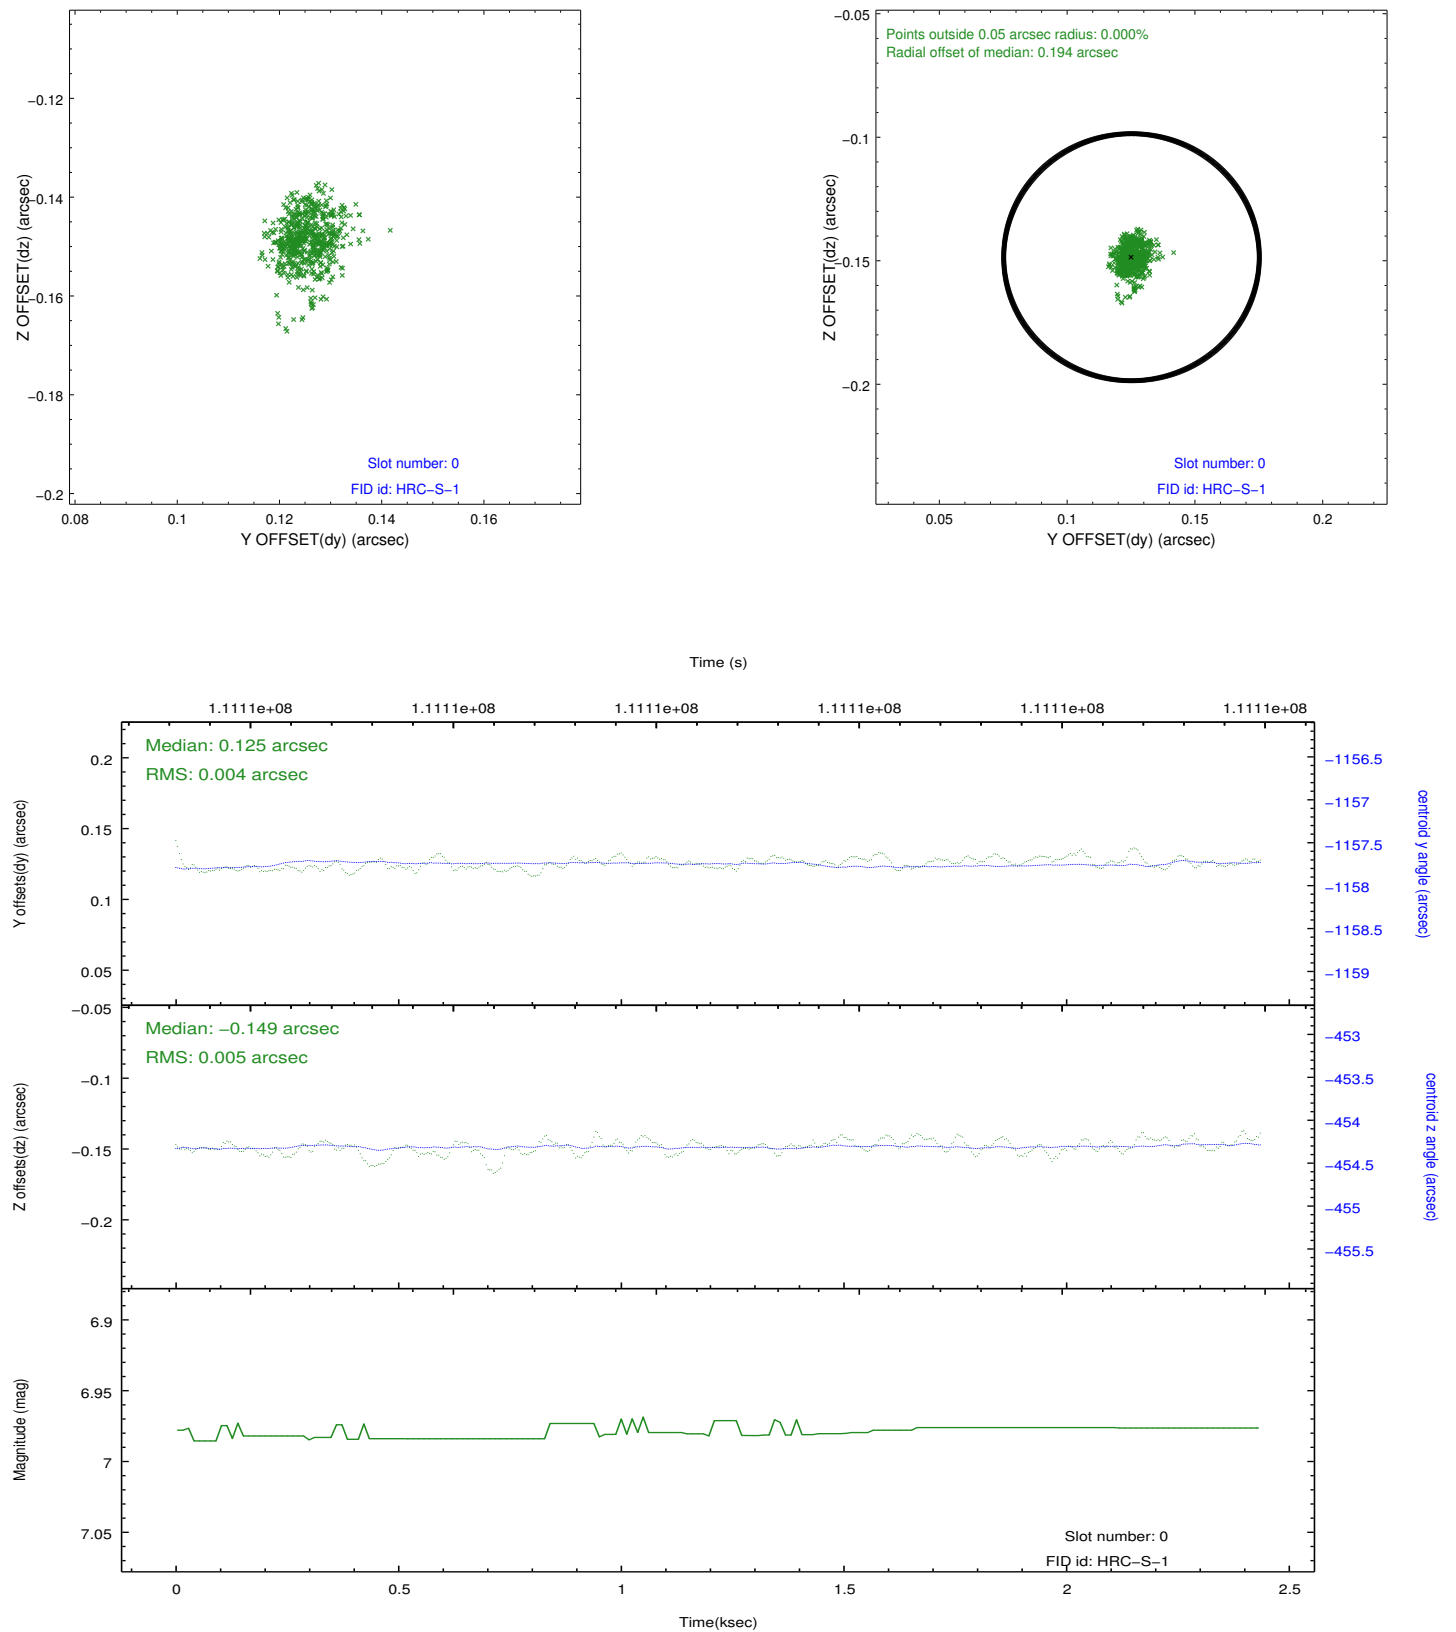 −0.12
−0.14
−0.16
−0.18
−0.2
Z OFFSET(dz) (arcsec)
Slot number: 0
FID id: HRC−S−1
0.08
0.1
0.12
0.14
0.16
Y OFFSET(dy) (arcsec)
−0.05
−0.1
−0.15
−0.2
Z OFFSET(dz) (arcsec)
Points outside 0.05 arcsec radius: 0.000%
Radial offset of median: 0.194 arcsec
Slot number: 0
FID id: HRC−S−1
0.05
0.1
0.15
0.2
Y OFFSET(dy) (arcsec)
Time (s)
1.1111e+08
1.1111e+08
1.1111e+08
1.1111e+08
1.1111e+08
1.1111e+08
Median: 0.125 arcsec
RMS: 0.004 arcsec
0.2
0.15
0.1
0.05
Y offsets(dy) (arcsec)
−1156.5
−1157
−1157.5
−1158
−1158.5
−1159
centroid y angle (arcsec)
Median: −0.149 arcsec
RMS: 0.005 arcsec
−0.05
−0.1
−0.15
−0.2
Z offsets(dz) (arcsec)
−453
−453.5
−454
−454.5
−455
−455.5
centroid z angle (arcsec)
6.9
6.95
7
7.05
Magnitude (mag)
Slot number: 0
FID id: HRC−S−1
0
0.5
1
1.5
2
2.5
Time(ksec)